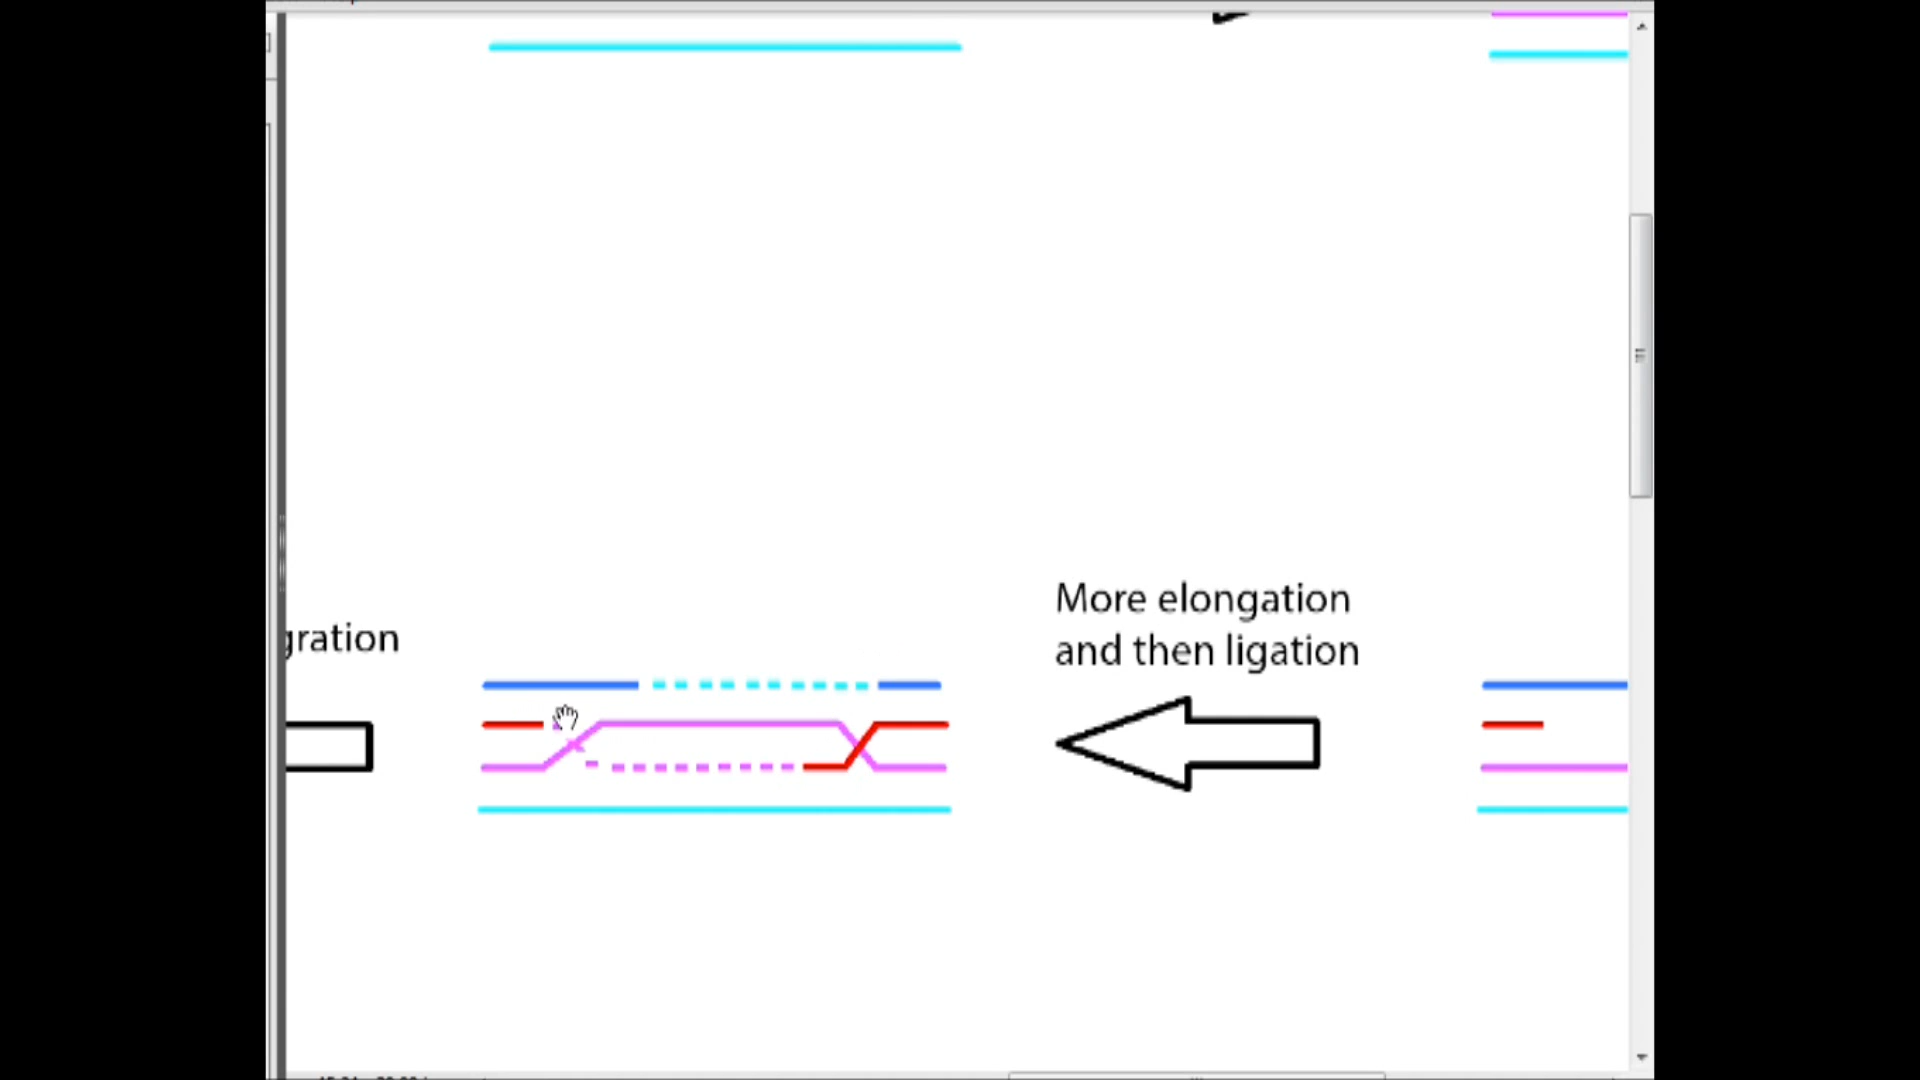 gration
More elongation
and then ligation